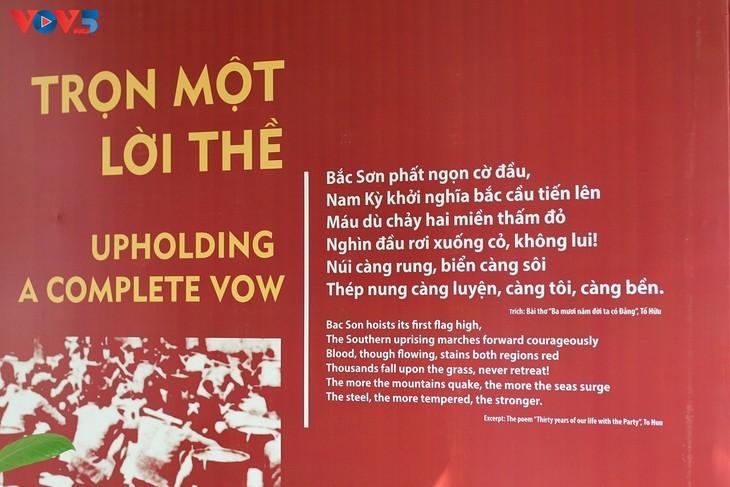 VOV5
TRỌN MỘT
LỜI THỀ
UPHOLDING
A COMPLETE VOW
Bắc Sơn phất ngọn cờ đầu,
Nam Kỳ khởi nghĩa bắc cầu tiến lên
Máu dù chảy hai miền thấm đỏ
Nghìn đầu rơi xuống cỏ, không lui!
Núi càng rung, biển càng sôi
Thép nung càng luyện, càng tôi, càng bền.
Trích: Bài thơ "Ba mươi năm đời ta có Đảng", Tố Hữu
Bac Son hoists its first flag high,
The Southern uprising marches forward courageously
Blood, though flowing, stains both regions red
Thousands fall upon the grass, never retreat!
The more the mountains quake, the more the seas surge
The steel, the more tempered, the stronger.
Excerpt: The poem "Thirty years of our life with the Party", To Huu